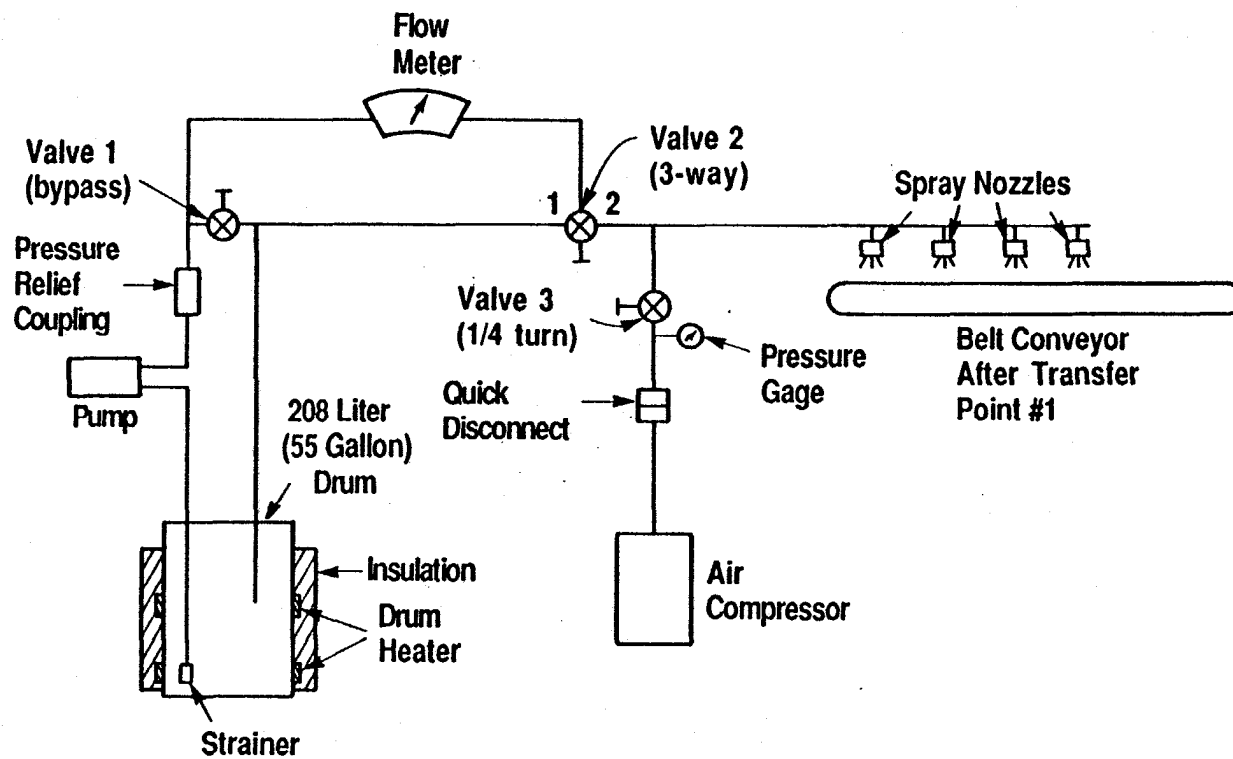 Flow
Meter
Valve 1
(bypass)
Valve 2
(3-way)
1
2
Spray Nozzles
Pressure
Relief
Coupling
Valve 3
(1/4 turn)
Pressure
Gage
Belt Conveyor
After Transfer
Point #1
Pump
208 Liter
(55 Gallon)
Drum
Quick
Disconnect
Insulation
Drum
Heater
Air
Compressor
Strainer